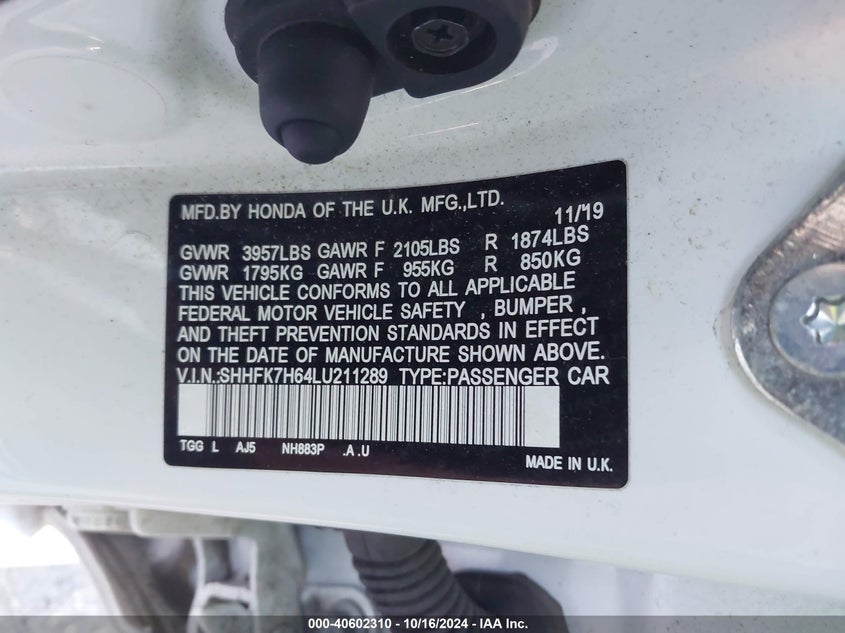 MFD.BY HONDA OF THE U.K. MFG.,LTD. 11/19
GVWR 3957LBS GAWR F 2105LBS R 1874LBS
GVWR 1795KG GAWR F 955KG R 850KG
THIS VEHICLE CONFORMS TO ALL APPLICABLE
FEDERAL MOTOR VEHICLE SAFETY , BUMPER ,
AND THEFT PREVENTION STANDARDS IN EFFECT
ON THE DATE OF MANUFACTURE SHOWN ABOVE.
V.I.N.:SHHFK7H64LU211289 TYPE:PASSENGER CAR
TGG L AJ5 NH883P .A .U
MADE IN U.K.
000-40602310 - 10/16/2024 - IAA Inc.